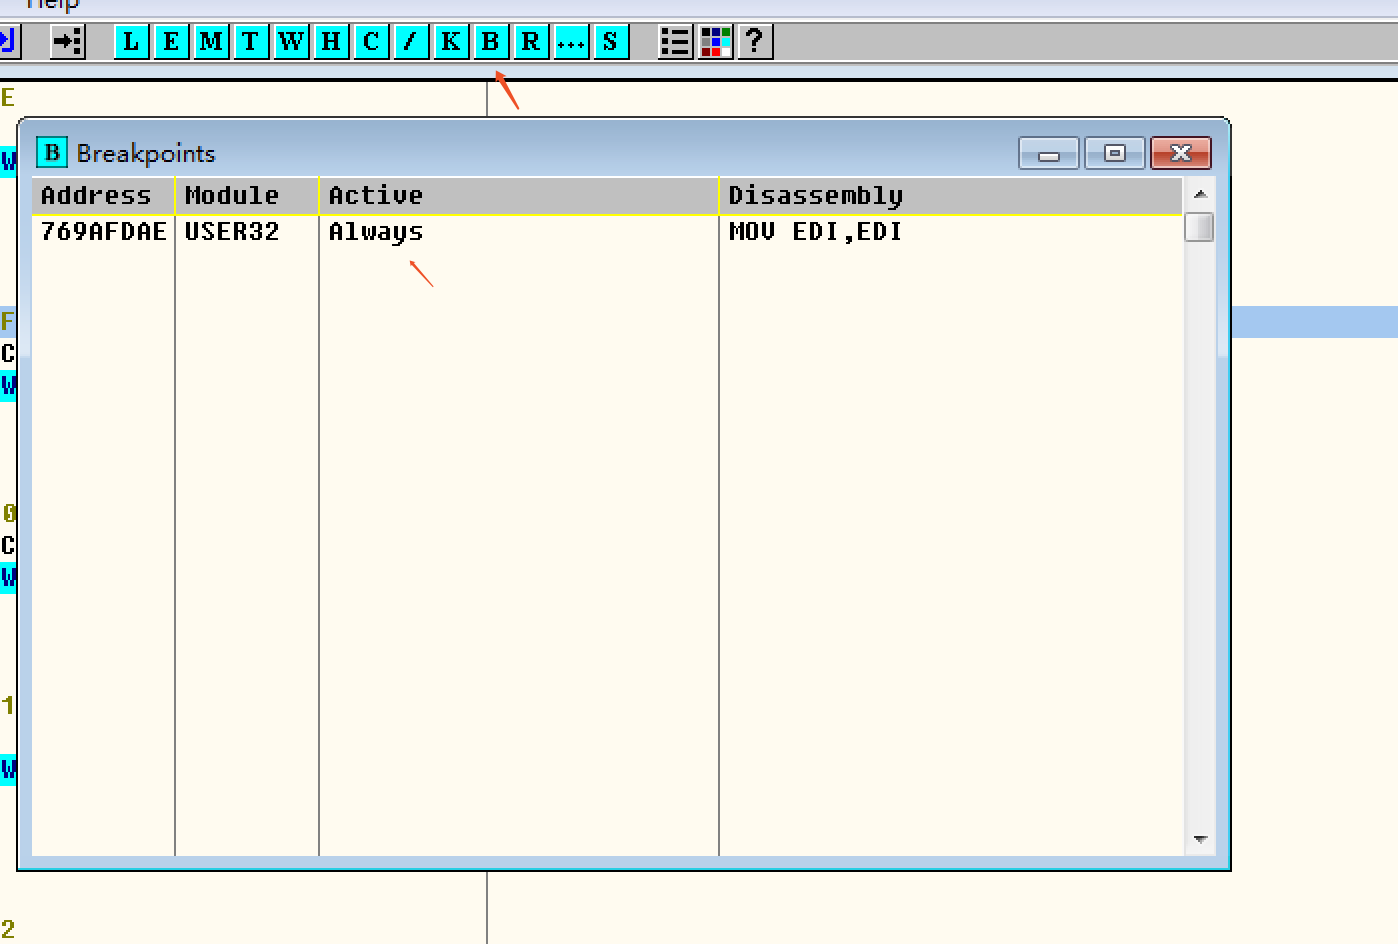 Help
L E M T W H C / K B R ... S ?
E
B Breakpoints
W
Address Module Active Disassembly
769AFDAE USER32 Always MOV EDI,EDI
F
C
W
0
C
W
1
W
2